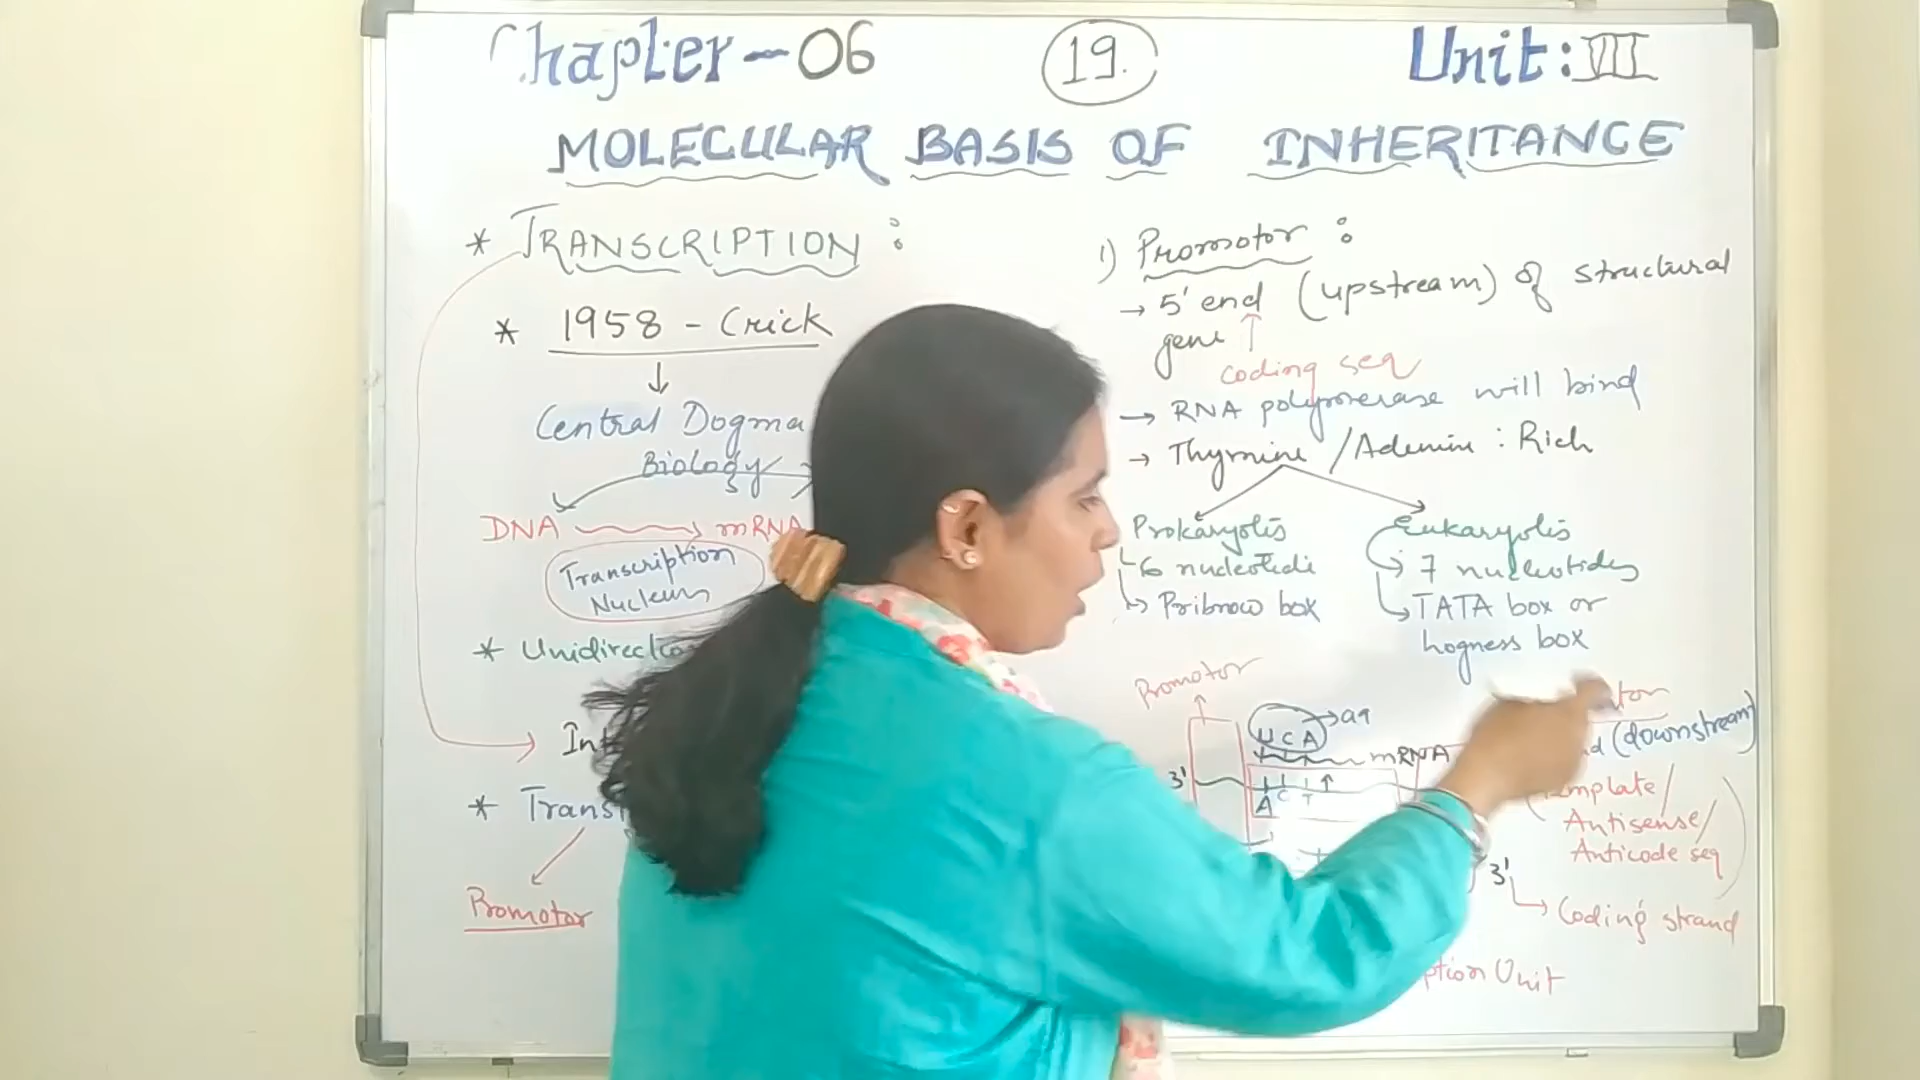 Chapter-06
19.
Unit: VII
MOLECULAR BASIS OF INHERITANCE
* TRANSCRIPTION :
* 1958 - Crick
Central Dogma
Biology
DNA mRNA
Transcription
Nucleus
*
Promotor
1) Promotor :
→ 5' end (upstream) of structural
gene
coding seq
→ RNA polymerase will bind
→ Thymine / Adenine : Rich
Prokaryotis
6 nucleotide
Pribnow box
Eukaryotis
7 nucleotides
TATA box or
hogness box
Promotor
UCA → aa
mRNA
3'
A C T
(downstream)
Antisense/
Anticode seq
3'
Coding strand
Unit